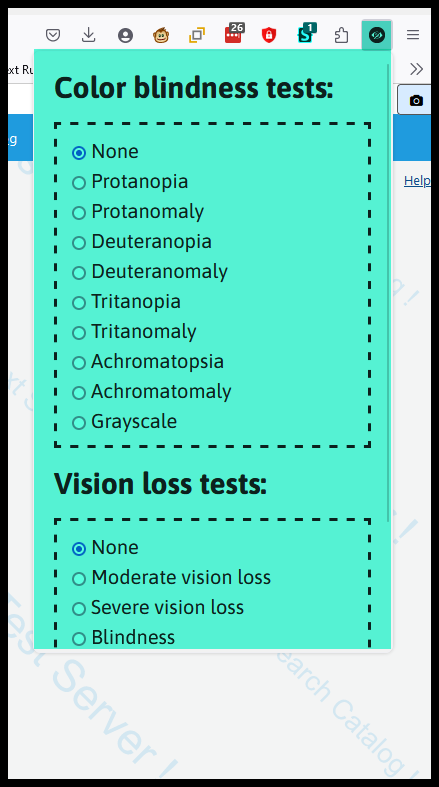 26
1
xt Ru
g
Help
Color blindness tests:
None
Protanopia
Protanomaly
Deuteranopia
Deuteranomaly
Tritanopia
Tritanomaly
Achromatopsia
Achromatomaly
Grayscale
Vision loss tests:
None
Moderate vision loss
Severe vision loss
Blindness
Test Server !
earch Catalog !